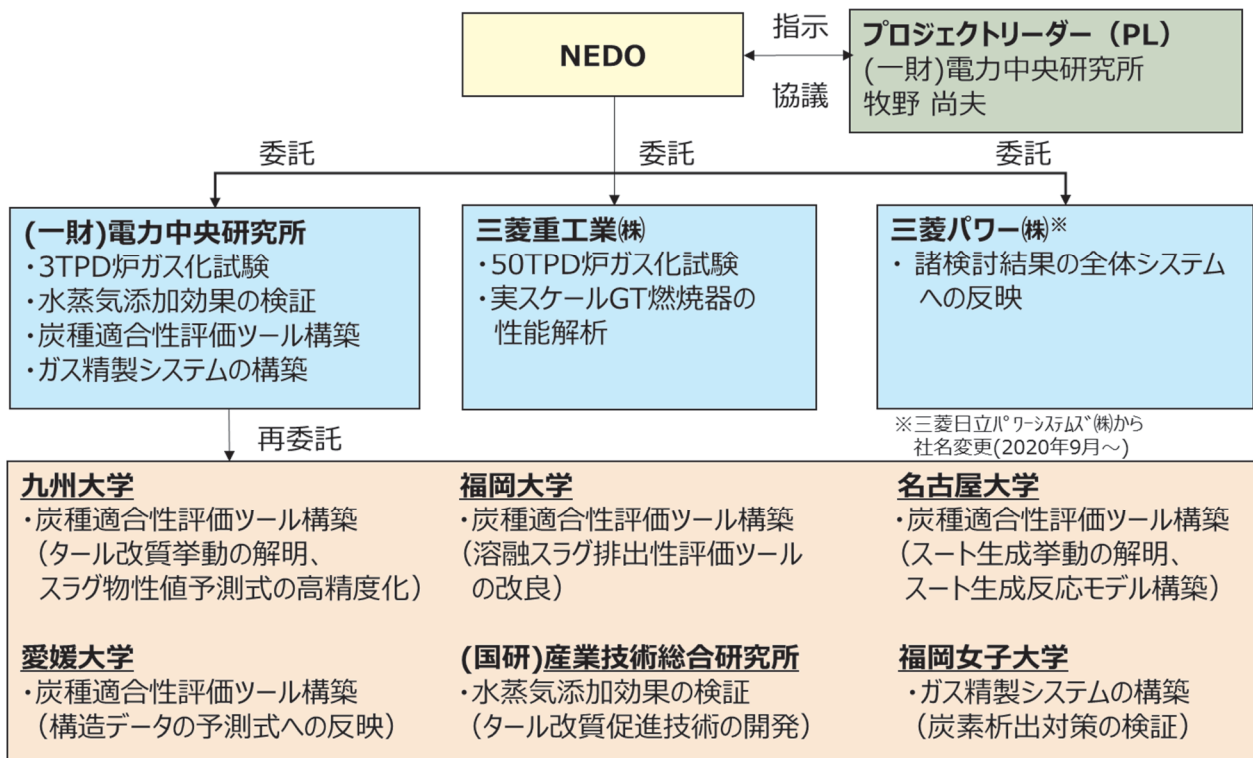 NEDO
指示
協議
プロジェクトリーダー（PL）
(一財)電力中央研究所
牧野 尚夫
委託
委託
委託
(一財)電力中央研究所
・3TPD炉ガス化試験
・水蒸気添加効果の検証
・炭種適合性評価ツール構築
・ガス精製システムの構築
三菱重工業㈱
・50TPD炉ガス化試験
・実スケールGT燃焼器の
性能解析
三菱パワー㈱※
・ 諸検討結果の全体システム
への反映
※三菱日立ﾊﾟﾜｰｼｽﾃﾑｽﾞ㈱から
社名変更(2020年9月～)
再委託
九州大学
・炭種適合性評価ツール構築
（タール改質挙動の解明、
スラグ物性値予測式の高精度化）
福岡大学
・炭種適合性評価ツール構築
（溶融スラグ排出性評価ツール
の改良）
名古屋大学
・炭種適合性評価ツール構築
（スート生成挙動の解明、
スート生成反応モデル構築）
愛媛大学
・炭種適合性評価ツール構築
（構造データの予測式への反映）
(国研)産業技術総合研究所
・水蒸気添加効果の検証
（タール改質促進技術の開発）
福岡女子大学
・ガス精製システムの構築
（炭素析出対策の検証）